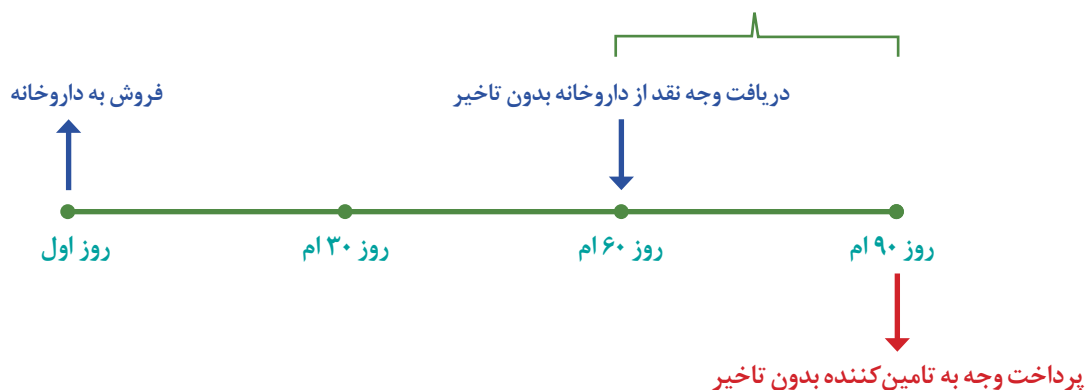 فروش به داروخانه
دریافت وجه نقد از داروخانه بدون تاخیر
روز اول
روز ۳۰ ام
روز ۶۰ ام
روز ۹۰ ام
پرداخت وجه به تامین‌کننده بدون تاخیر